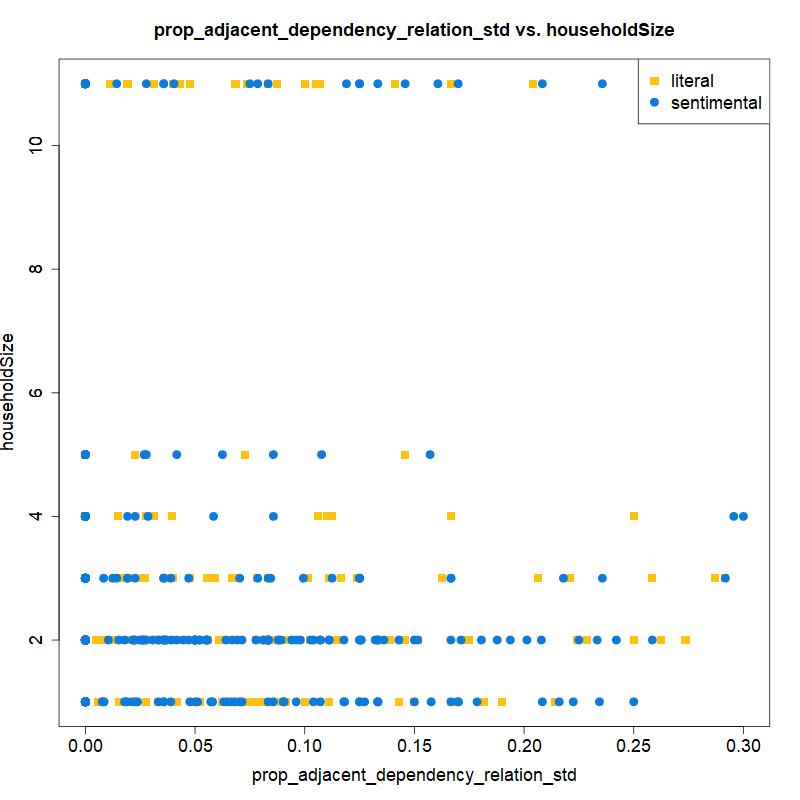 prop_adjacent_dependency_relation_std vs. householdSize
literal
sentimental
householdSize
10
8
6
4
2
0.00 0.05 0.10 0.15 0.20 0.25 0.30
prop_adjacent_dependency_relation_std